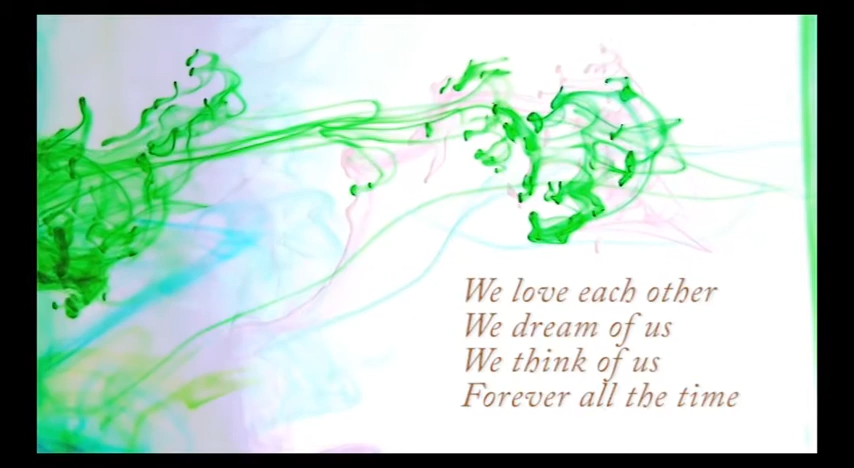 We love each other
We dream of us
We think of us
Forever all the time